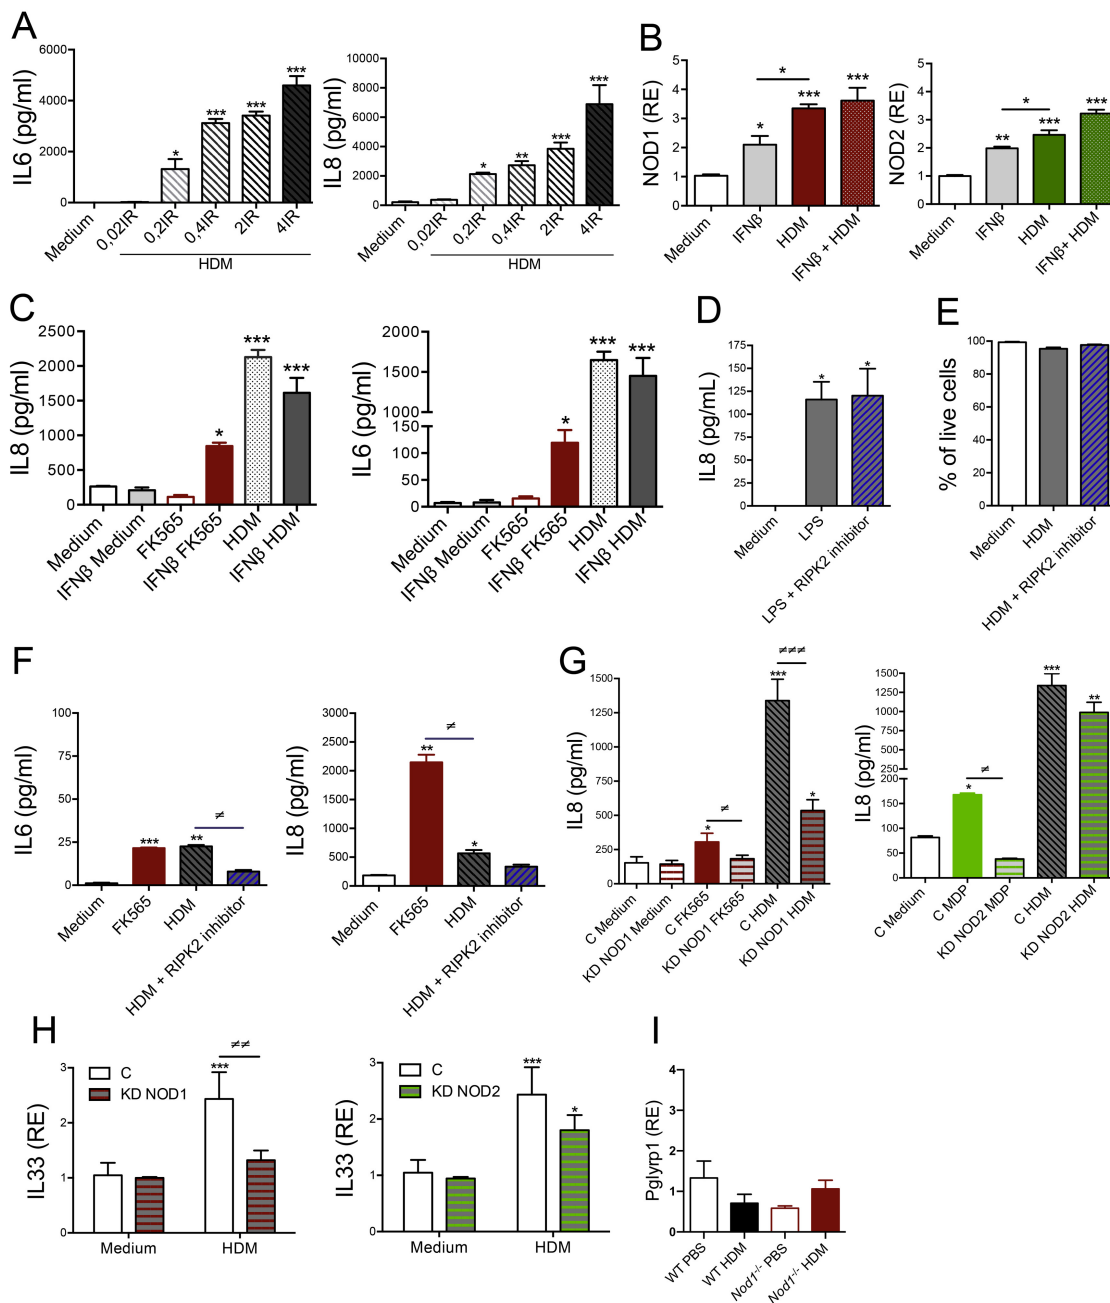 A
IL6 (pg/ml)
6000
4000
2000
0
*
***
***
***
Medium
0,02IR
0,2IR
0,4IR
2IR
4IR
HDM
IL8 (pg/ml)
10000
8000
6000
4000
2000
0
*
**
***
***
Medium
0,02IR
0,2IR
0,4IR
2IR
4IR
HDM
B
NOD1 (RE)
5
4
3
2
1
0
*
*
***
***
Medium
IFNβ
HDM
IFNβ + HDM
NOD2 (RE)
5
4
3
2
1
0
*
**
***
***
Medium
IFNβ
HDM
IFNβ+ HDM
C
IL8 (pg/ml)
2500
2000
1500
1000
500
0
*
***
***
Medium
IFNβ Medium
FK565
IFNβ FK565
HDM
IFNβ HDM
IL6 (pg/ml)
2000
1500
1000
150
100
50
0
*
***
***
Medium
IFNβ Medium
FK565
IFNβ FK565
HDM
IFNβ HDM
D
IL8 (pg/mL)
175
150
125
100
75
50
25
0
*
*
Medium
LPS
LPS + RIPK2 inhibitor
E
% of live cells
100
80
60
40
20
0
Medium
HDM
HDM + RIPK2 inhibitor
F
IL6 (pg/ml)
100
75
50
25
0
***
**
≠
Medium
FK565
HDM
HDM + RIPK2 inhibitor
IL8 (pg/ml)
3000
2500
2000
1500
1000
500
0
**
≠
*
Medium
FK565
HDM
HDM + RIPK2 inhibitor
G
IL8 (pg/ml)
1500
1250
1000
750
500
250
0
*
≠
***
≠≠≠
*
C Medium
KD NOD1 Medium
C FK565
KD NOD1 FK565
C HDM
KD NOD1 HDM
IL8 (pg/ml)
1500
1250
1000
750
500
250
200
150
100
50
0
*
≠
***
**
C Medium
C MDP
KD NOD2 MDP
C HDM
KD NOD2 HDM
H
IL33 (RE)
3
2
1
0
C
KD NOD1
***
≠≠
Medium
HDM
IL33 (RE)
3
2
1
0
C
KD NOD2
***
*
Medium
HDM
I
Pglyrp1 (RE)
4
3
2
1
0
WT PBS
WT HDM
Nod1-/- PBS
Nod1-/- HDM